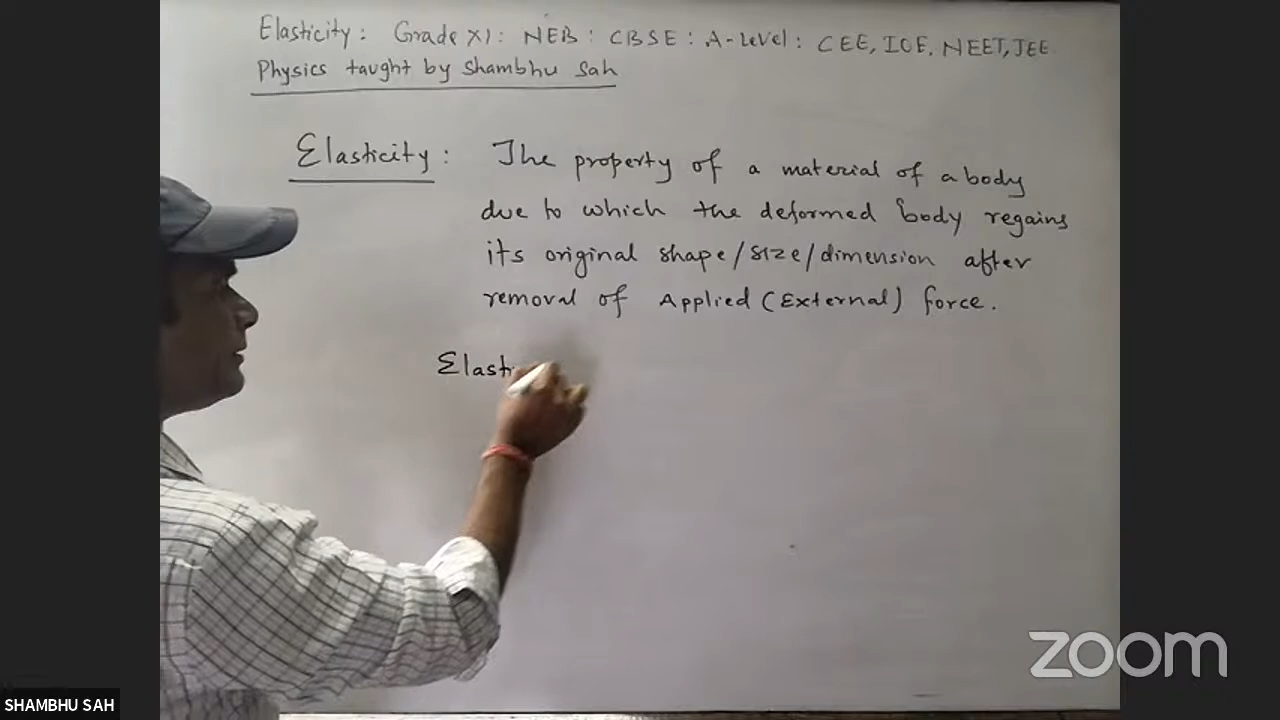 Elasticity: Grade XI: NEB: CBSE: A-Level: CEE, IOE, NEET, JEE
Physics taught by Shambhu Sah
Elasticity: The property of a material of a body
due to which the deformed body regains
its original shape/size/dimension after
removal of Applied (External) force.
Elasti
zoom
SHAMBHU SAH